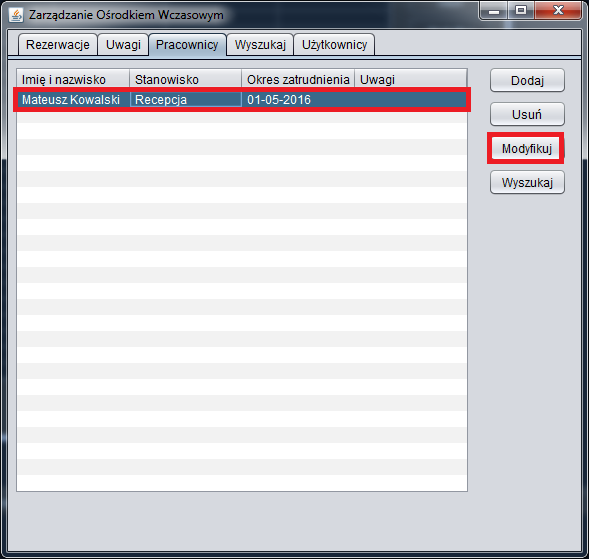 Zarządzanie Ośrodkiem Wczasowym
Rezerwacje Uwagi Pracownicy Wyszukaj Użytkownicy
Imię i nazwisko Stanowisko Okres zatrudnienia Uwagi
Mateusz Kowalski Recepcja 01-05-2016
Dodaj
Usuń
Modyfikuj
Wyszukaj